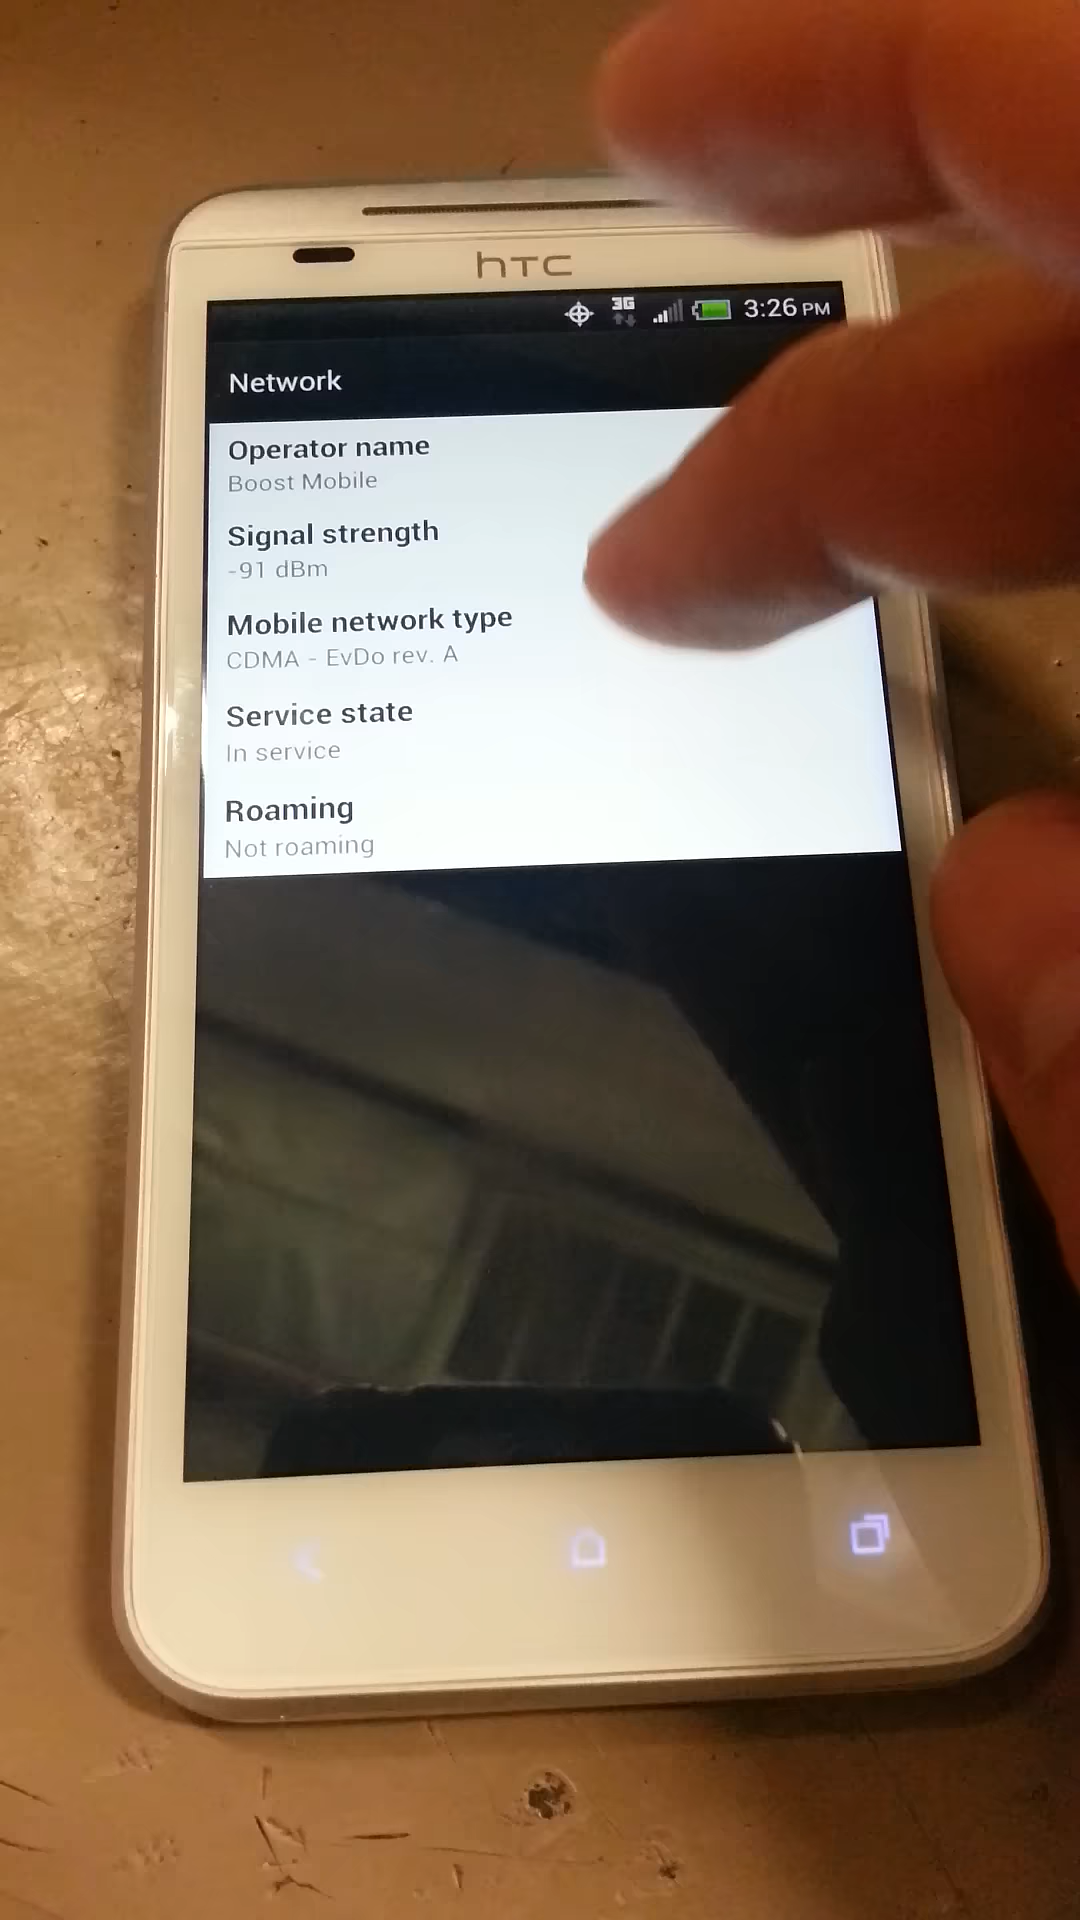 hTC
3G 3:26 PM
Network
Operator name
Boost Mobile
Signal strength
-91 dBm
Mobile network type
CDMA - EvDo rev. A
Service state
In service
Roaming
Not roaming